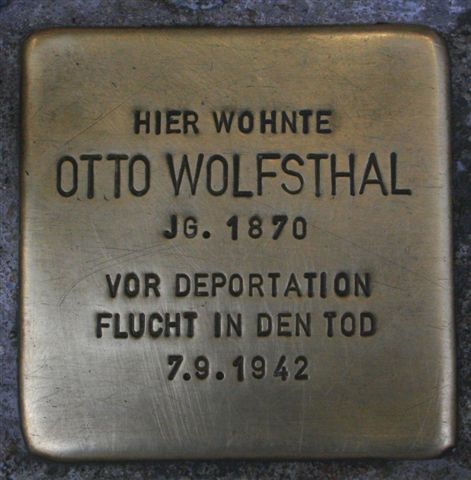 HIER WOHNTE
OTTO WOLFSTHAL
JG. 1870
VOR DEPORTATION
FLUCHT IN DEN TOD
7.9.1942